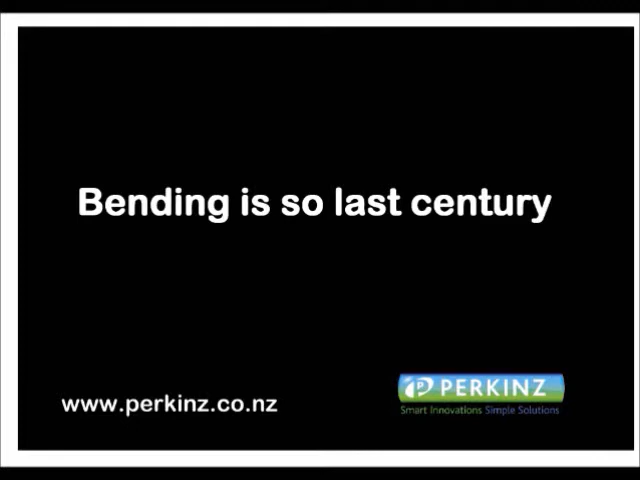 Bending is so last century
www.perkinz.co.nz
PERKINZ
Smart Innovations Simple Solutions